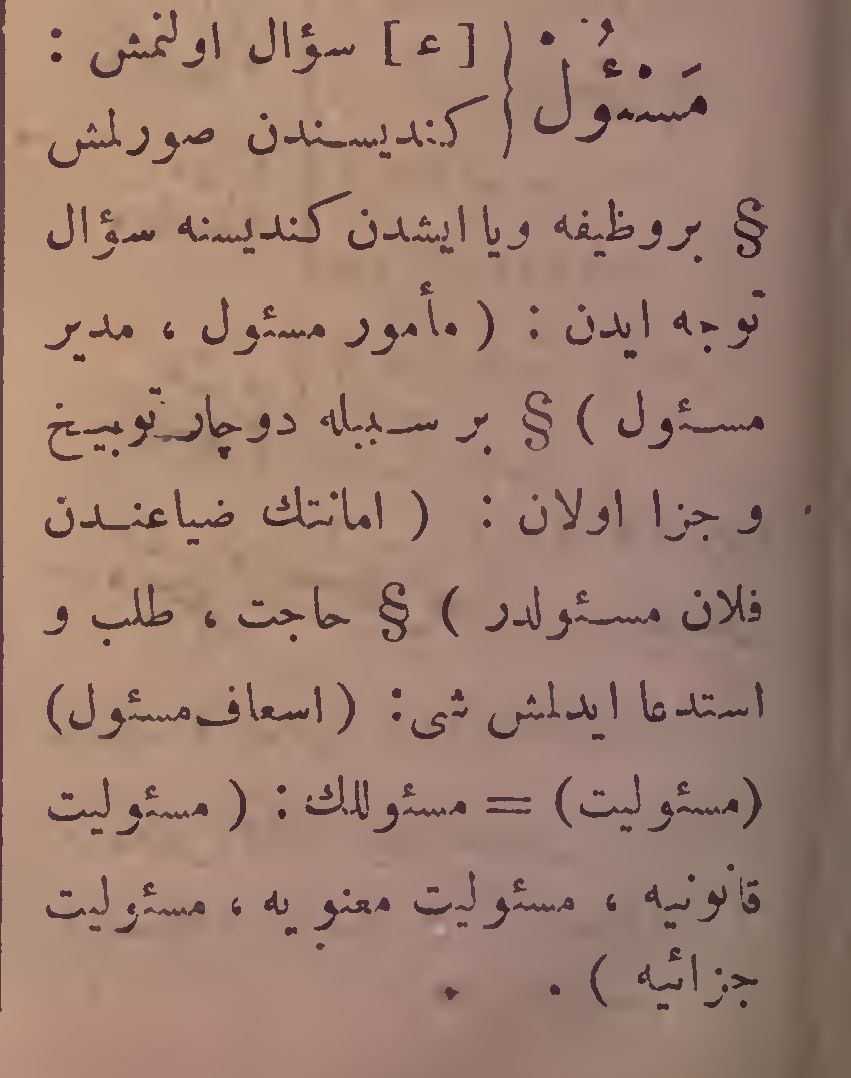 مَسْئُولْ { [ ء ] سؤال اولنمش :
كنديسندن صورلمش
§ بر وظيفه ويا ايشدن كنديسنه سؤال
توجه ايدن : ( مأمور مسئول ، مدير
مسئول ) § بر سببله دوچار توبيخ
و جزا اولان : ( امانتك ضياعندن
فلان مسئولدر ) § حاجت ، طلب و
استدعا ايدلمش شى : ( اسعاف مسئول )
(مسئوليت) = مسئوللك : ( مسئوليت
قانونيه ، مسئوليت معنويه ، مسئوليت
جزائيه ) .